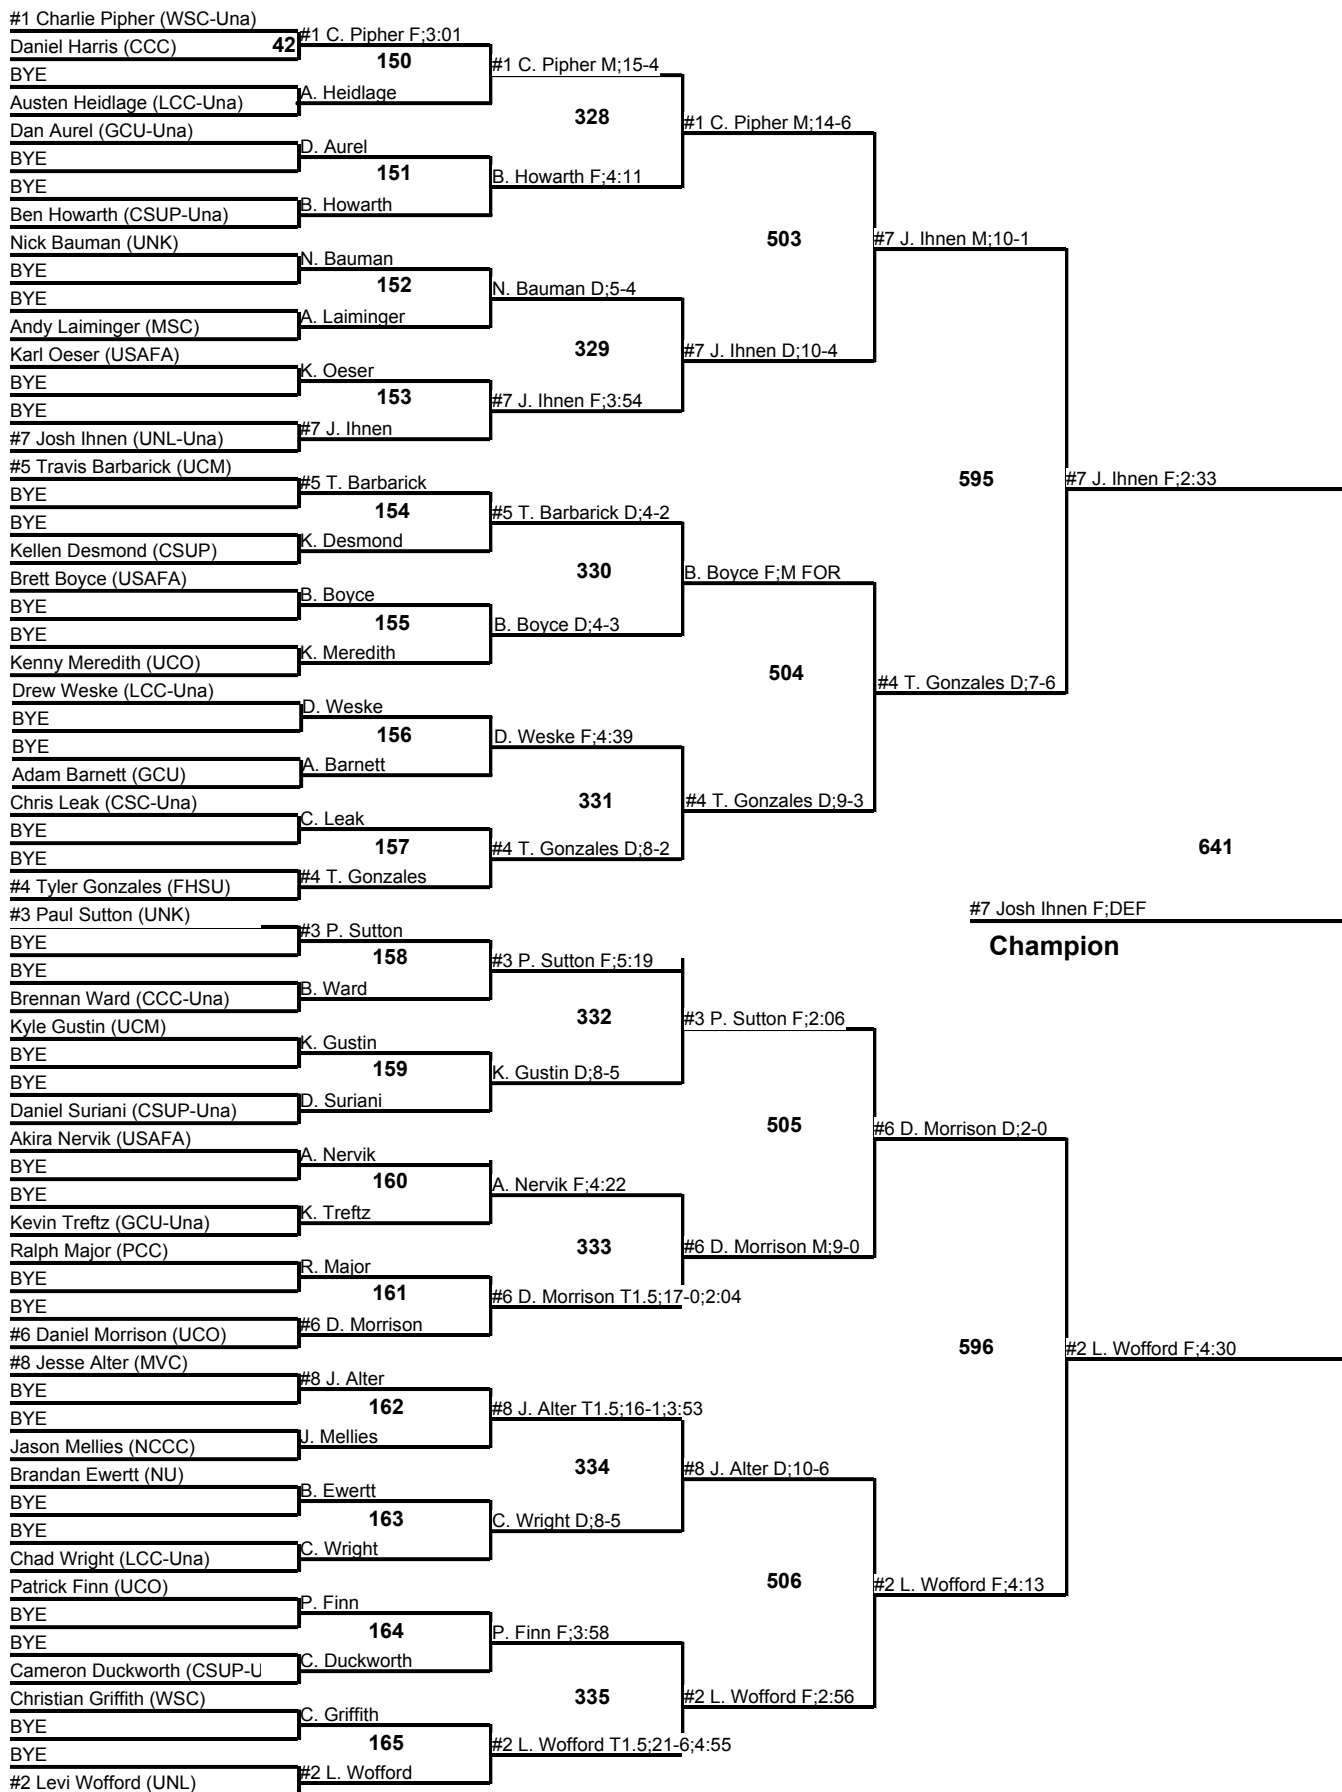 #1 Charlie Pipher (WSC-Una)
Daniel Harris (CCC)
42
BYE
Austen Heidlage (LCC-Una)
Dan Aurel (GCU-Una)
BYE
BYE
Ben Howarth (CSUP-Una)
Nick Bauman (UNK)
BYE
BYE
Andy Laiminger (MSC)
Karl Oeser (USAFA)
BYE
BYE
#7 Josh Ihnen (UNL-Una)
#5 Travis Barbarick (UCM)
BYE
BYE
Kellen Desmond (CSUP)
Brett Boyce (USAFA)
BYE
BYE
Kenny Meredith (UCO)
Drew Weske (LCC-Una)
BYE
BYE
Adam Barnett (GCU)
Chris Leak (CSC-Una)
BYE
BYE
#4 Tyler Gonzales (FHSU)
#3 Paul Sutton (UNK)
BYE
BYE
Brennan Ward (CCC-Una)
Kyle Gustin (UCM)
BYE
BYE
Daniel Suriani (CSUP-Una)
Akira Nervik (USAFA)
BYE
BYE
Kevin Treftz (GCU-Una)
Ralph Major (PCC)
BYE
BYE
#6 Daniel Morrison (UCO)
#8 Jesse Alter (MVC)
BYE
BYE
Jason Mellies (NCCC)
Brandan Ewertt (NU)
BYE
BYE
Chad Wright (LCC-Una)
Patrick Finn (UCO)
BYE
BYE
Cameron Duckworth (CSUP-U
Christian Griffith (WSC)
BYE
BYE
#2 Levi Wofford (UNL)
#1 C. Pipher F;3:01
150
A. Heidlage
D. Aurel
151
B. Howarth
N. Bauman
152
A. Laiminger
K. Oeser
153
#7 J. Ihnen
#5 T. Barbarick
154
K. Desmond
B. Boyce
155
K. Meredith
D. Weske
156
A. Barnett
C. Leak
157
#4 T. Gonzales
#3 P. Sutton
158
B. Ward
K. Gustin
159
D. Suriani
A. Nervik
160
K. Treftz
R. Major
161
#6 D. Morrison
#8 J. Alter
162
J. Mellies
B. Ewertt
163
C. Wright
P. Finn
164
C. Duckworth
C. Griffith
165
#2 L. Wofford
#1 C. Pipher M;15-4
328
B. Howarth F;4:11
N. Bauman D;5-4
329
#7 J. Ihnen F;3:54
#5 T. Barbarick D;4-2
330
B. Boyce D;4-3
D. Weske F;4:39
331
#4 T. Gonzales D;8-2
#3 P. Sutton F;5:19
332
K. Gustin D;8-5
A. Nervik F;4:22
333
#6 D. Morrison T1.5;17-0;2:04
#8 J. Alter T1.5;16-1;3:53
334
C. Wright D;8-5
P. Finn F;3:58
335
#2 L. Wofford T1.5;21-6;4:55
#1 C. Pipher M;14-6
503
#7 J. Ihnen D;10-4
B. Boyce F;M FOR
504
#4 T. Gonzales D;9-3
#3 P. Sutton F;2:06
505
#6 D. Morrison M;9-0
#8 J. Alter D;10-6
506
#2 L. Wofford F;2:56
#7 J. Ihnen M;10-1
595
#4 T. Gonzales D;7-6
#6 D. Morrison D;2-0
596
#2 L. Wofford F;4:13
#7 J. Ihnen F;2:33
641
#2 L. Wofford F;4:30
#7 Josh Ihnen F;DEF
Champion